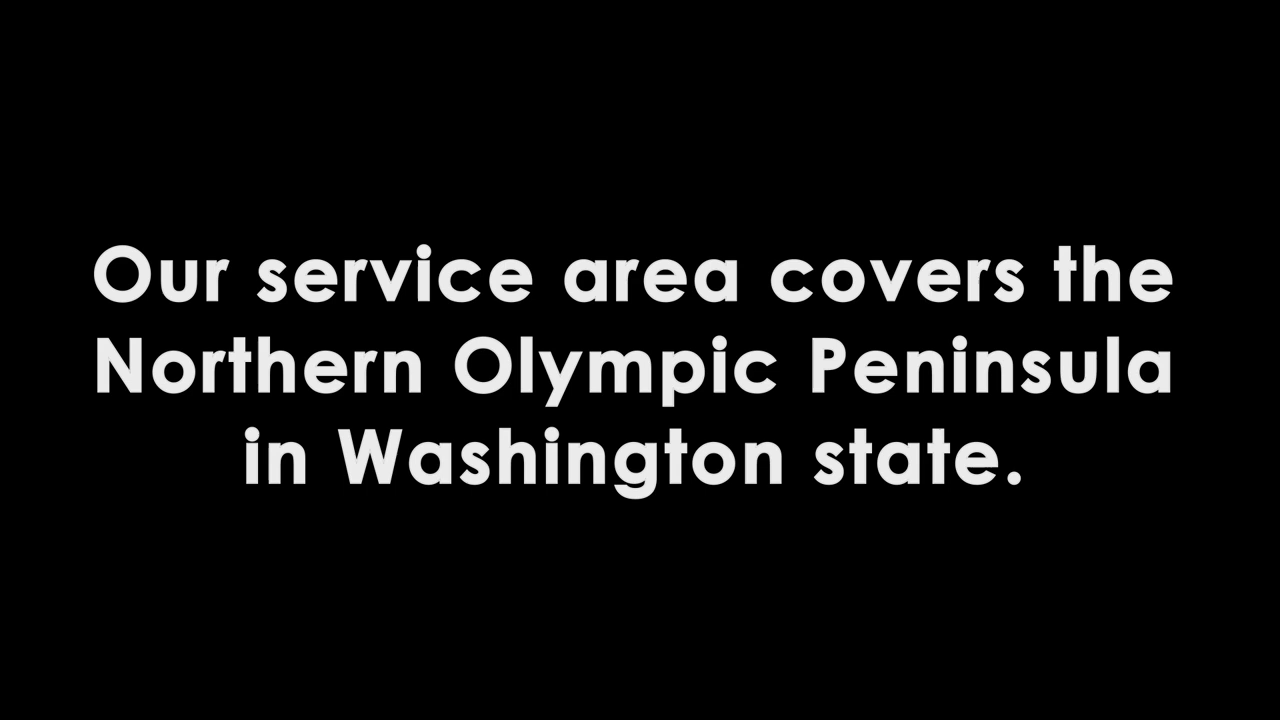 Our service area covers the
Northern Olympic Peninsula
in Washington state.